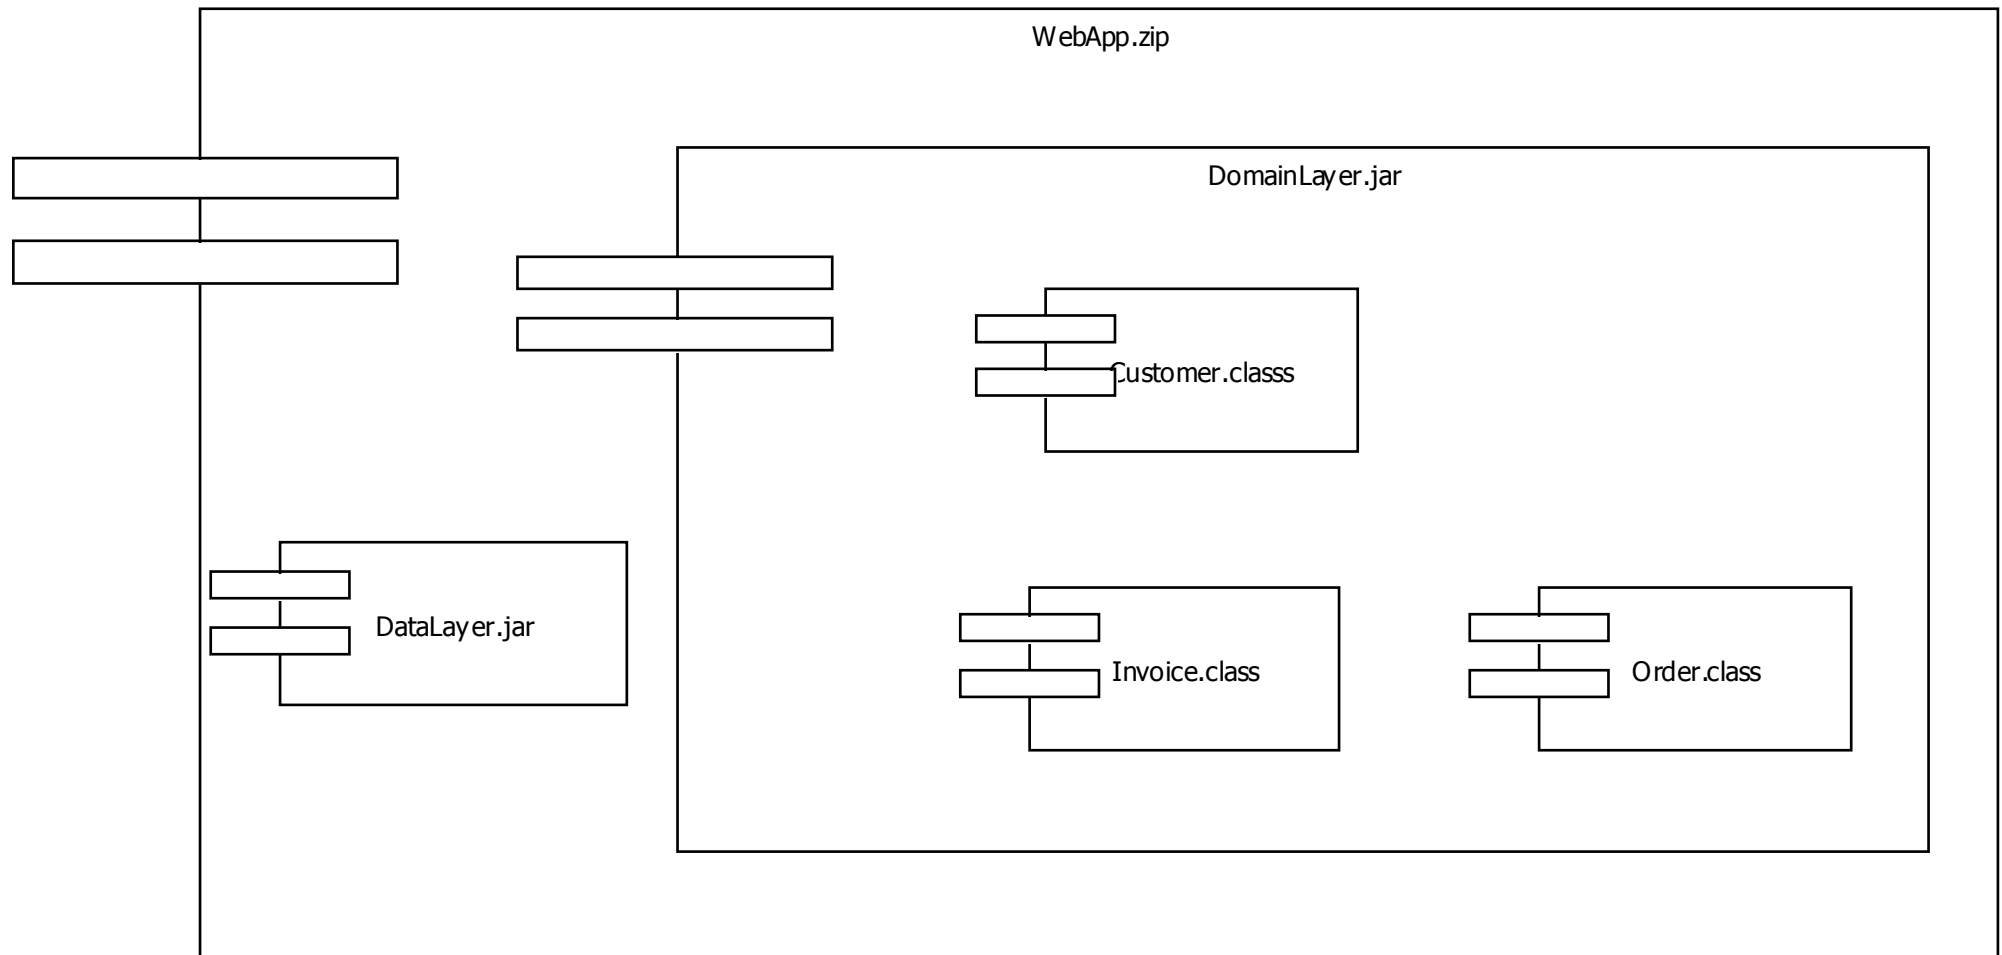 WebApp.zip
DomainLayer.jar
Customer.classs
DataLayer.jar
Invoice.class
Order.class